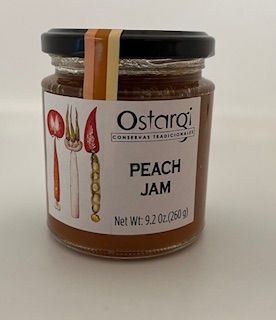 Ostargi
CONSERVAS TRADICIONALES
PEACH
JAM
Net Wt: 9.2 Oz.(260 g)